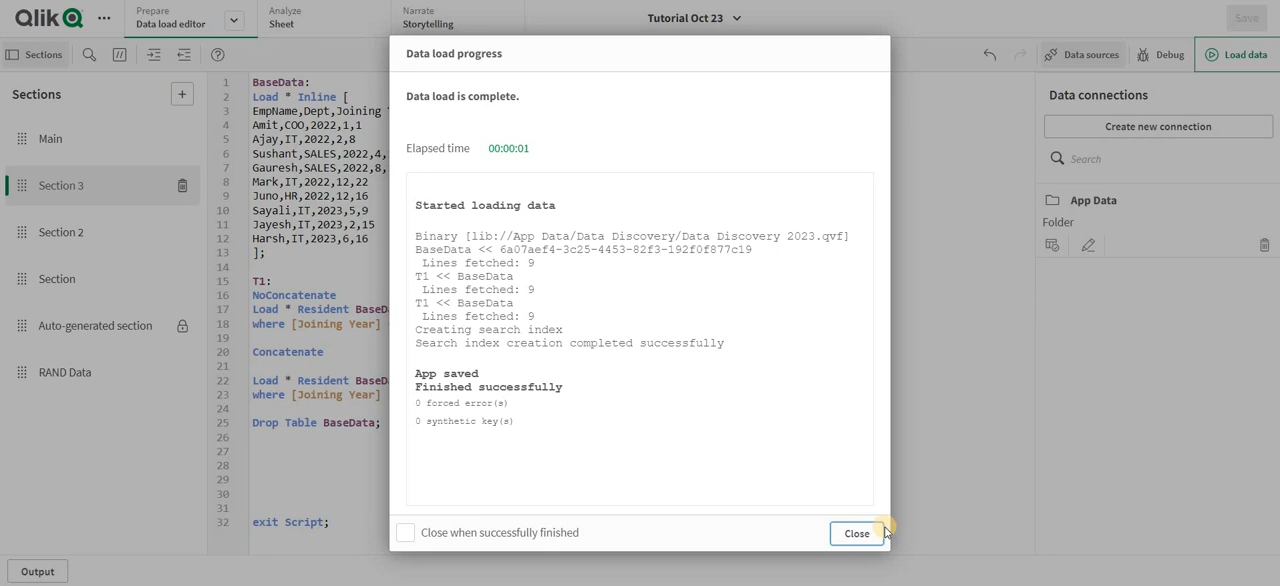 Qlik
Prepare
Data load editor
Analyze
Sheet
Narrate
Storytelling
Tutorial Oct 23
Save
Sections
Data sources
Debug
Load data
Sections
Main
Section 3
Section 2
Section
Auto-generated section
RAND Data
1 BaseData:
2 Load * Inline [
3 EmpName,Dept,Joining
4 Amit,COO,2022,1,1
5 Ajay,IT,2022,2,8
6 Sushant,SALES,2022,4,
7 Gauresh,SALES,2022,8,
8 Mark,IT,2022,12,22
9 Juno,HR,2022,12,16
10 Sayali,IT,2023,5,9
11 Jayesh,IT,2023,2,15
12 Harsh,IT,2023,6,16
13 ];
14
15 T1:
16 NoConcatenate
17 Load * Resident BaseD
18 where [Joining Year]
19
20 Concatenate
21
22 Load * Resident BaseD
23 where [Joining Year]
24
25 Drop Table BaseData;
26
27
28
29
30
31
32 exit Script;
Data load progress
Data load is complete.
Elapsed time 00:00:01
Started loading data
Binary [lib://App Data/Data Discovery/Data Discovery 2023.qvf]
BaseData << 6a07aef4-3c25-4453-82f3-192f0f877c19
Lines fetched: 9
T1 << BaseData
Lines fetched: 9
T1 << BaseData
Lines fetched: 9
Creating search index
Search index creation completed successfully
App saved
Finished successfully
0 forced error(s)
0 synthetic key(s)
Close when successfully finished
Close
Data connections
Create new connection
Search
App Data
Folder
Output